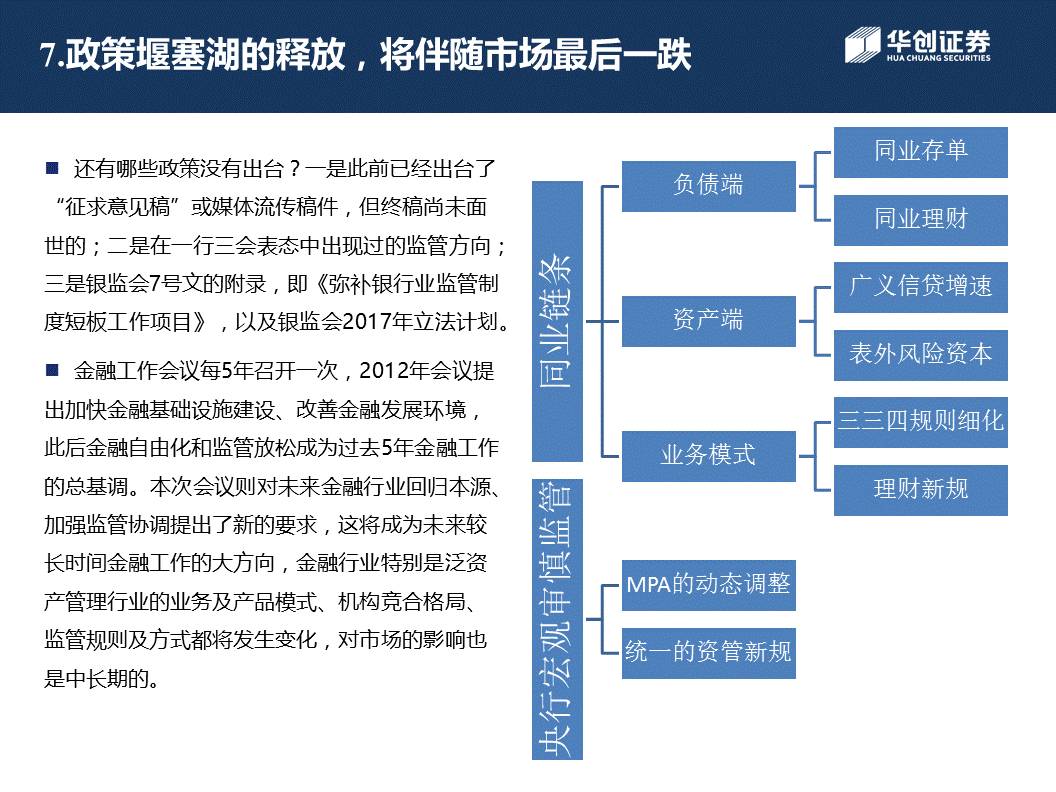 7.政策堰塞湖的释放，将伴随市场最后一跌
华创证券
HUA CHUANG SECURITIES
■ 还有哪些政策没有出台？一是此前已经出台了
“征求意见稿”或媒体流传稿件，但终稿尚未面
世的；二是在一行三会表态中出现过的监管方向；
三是银监会7号文的附录，即《弥补银行业监管制
度短板工作项目》，以及银监会2017年立法计划。
■ 金融工作会议每5年召开一次，2012年会议提
出加快金融基础设施建设、改善金融发展环境，
此后金融自由化和监管放松成为过去5年金融工作
的总基调。本次会议则对未来金融行业回归本源、
加强监管协调提出了新的要求，这将成为未来较
长时间金融工作的大方向，金融行业特别是泛资
产管理行业的业务及产品模式、机构竞合格局、
监管规则及方式都将发生变化，对市场的影响也
是中长期的。
同业链条
负债端
同业存单
同业理财
资产端
广义信贷增速
表外风险资本
业务模式
三三四规则细化
理财新规
央行宏观审慎监管
MPA的动态调整
统一的资管新规